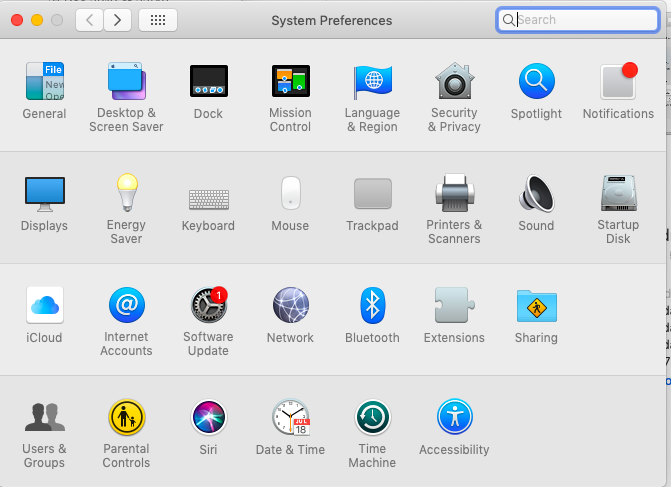 System Preferences
Search
File
New
Ope
General
Desktop &
Screen Saver
Dock
Mission
Control
Language
& Region
Security
& Privacy
Spotlight
Notifications
Displays
Energy
Saver
Keyboard
Mouse
Trackpad
Printers &
Scanners
Sound
Startup
Disk
iCloud
@
Internet
Accounts
1
Software
Update
Network
Bluetooth
Extensions
Sharing
Users &
Groups
Parental
Controls
Siri
JUL
18
Date & Time
Time
Machine
Accessibility